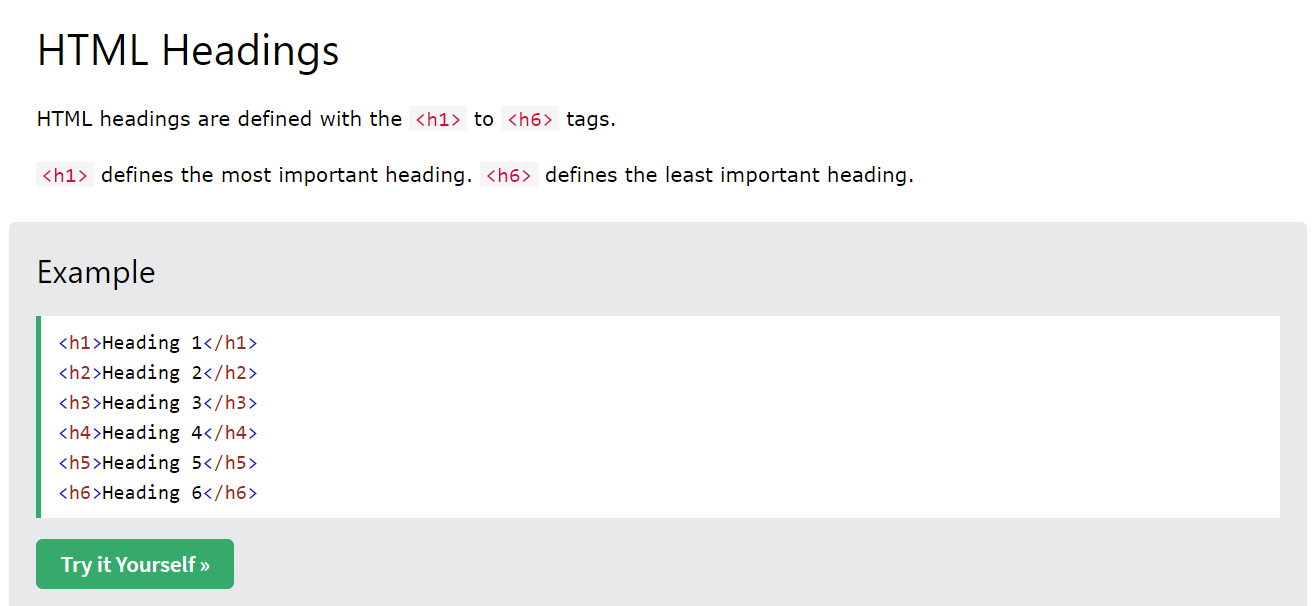 HTML Headings
HTML headings are defined with the <h1> to <h6> tags.
<h1> defines the most important heading. <h6> defines the least important heading.
Example
<h1>Heading 1</h1>
<h2>Heading 2</h2>
<h3>Heading 3</h3>
<h4>Heading 4</h4>
<h5>Heading 5</h5>
<h6>Heading 6</h6>
Try it Yourself »